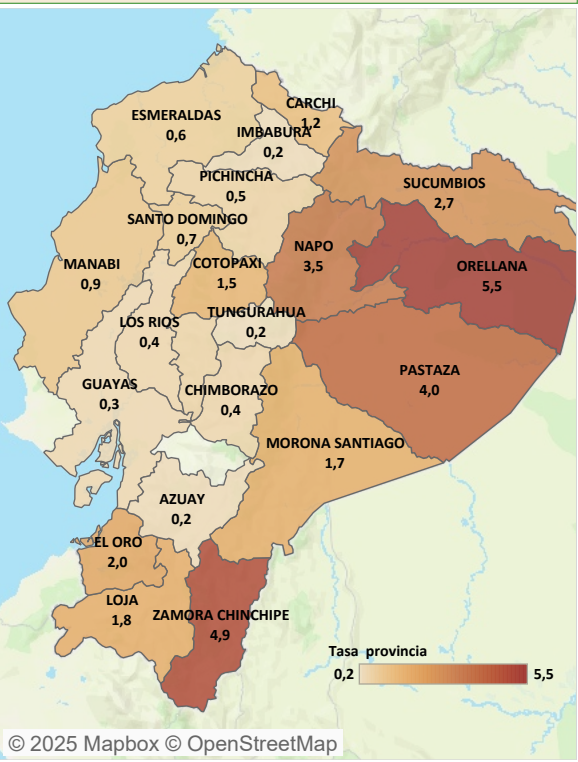 CARCHI
1,2
ESMERALDAS
0,6
IMBABURA
0,2
PICHINCHA
0,5
SUCUMBIOS
2,7
SANTO DOMINGO
0,7
NAPO
3,5
MANABI
0,9
COTOPAXI
1,5
ORELLANA
5,5
TUNGURAHUA
0,2
LOS RIOS
0,4
PASTAZA
4,0
GUAYAS
0,3
CHIMBORAZO
0,4
MORONA SANTIAGO
1,7
AZUAY
0,2
EL ORO
2,0
LOJA
1,8
ZAMORA CHINCHIPE
4,9
Tasa provincia
0,2 5,5
© 2025 Mapbox © OpenStreetMap